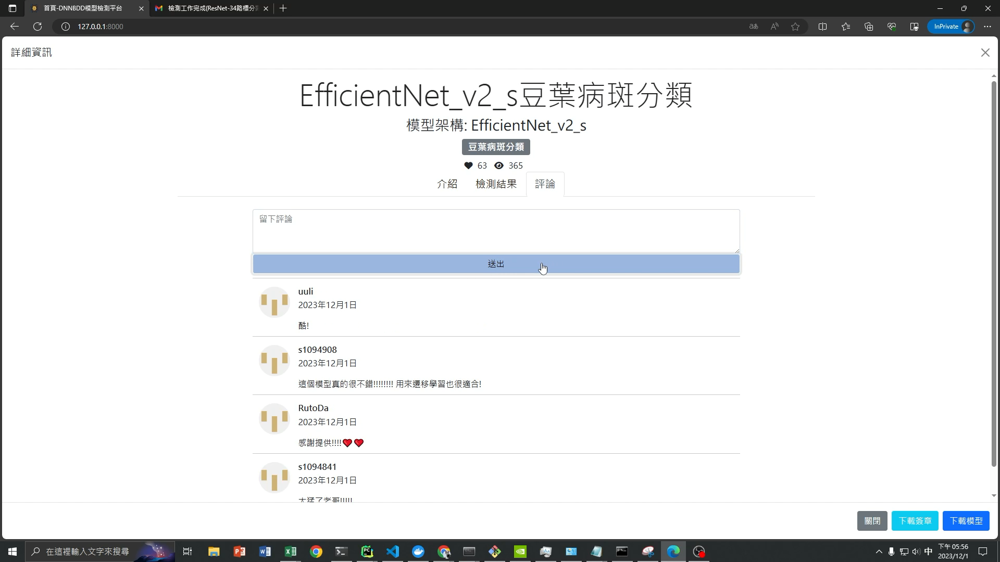 首頁-DNNBDD模型檢測平台
檢測工作完成(ResNet-34路標分
127.0.0.1:8000
InPrivate
詳細資訊
EfficientNet_v2_s豆葉病斑分類
模型架構: EfficientNet_v2_s
豆葉病斑分類
63 365
介紹 檢測結果 評論
留下評論
送出
uuli
2023年12月1日
酷!
s1094908
2023年12月1日
這個模型真的很不錯!!!!!!!! 用來遷移學習也很適合!
RutoDa
2023年12月1日
感謝提供!!!!❤❤
s1094841
2023年12月1日
太猛了老哥!!!!!
關閉 下載簽章 下載模型
在這裡輸入文字來搜尋
中
下午 05:56
2023/12/1